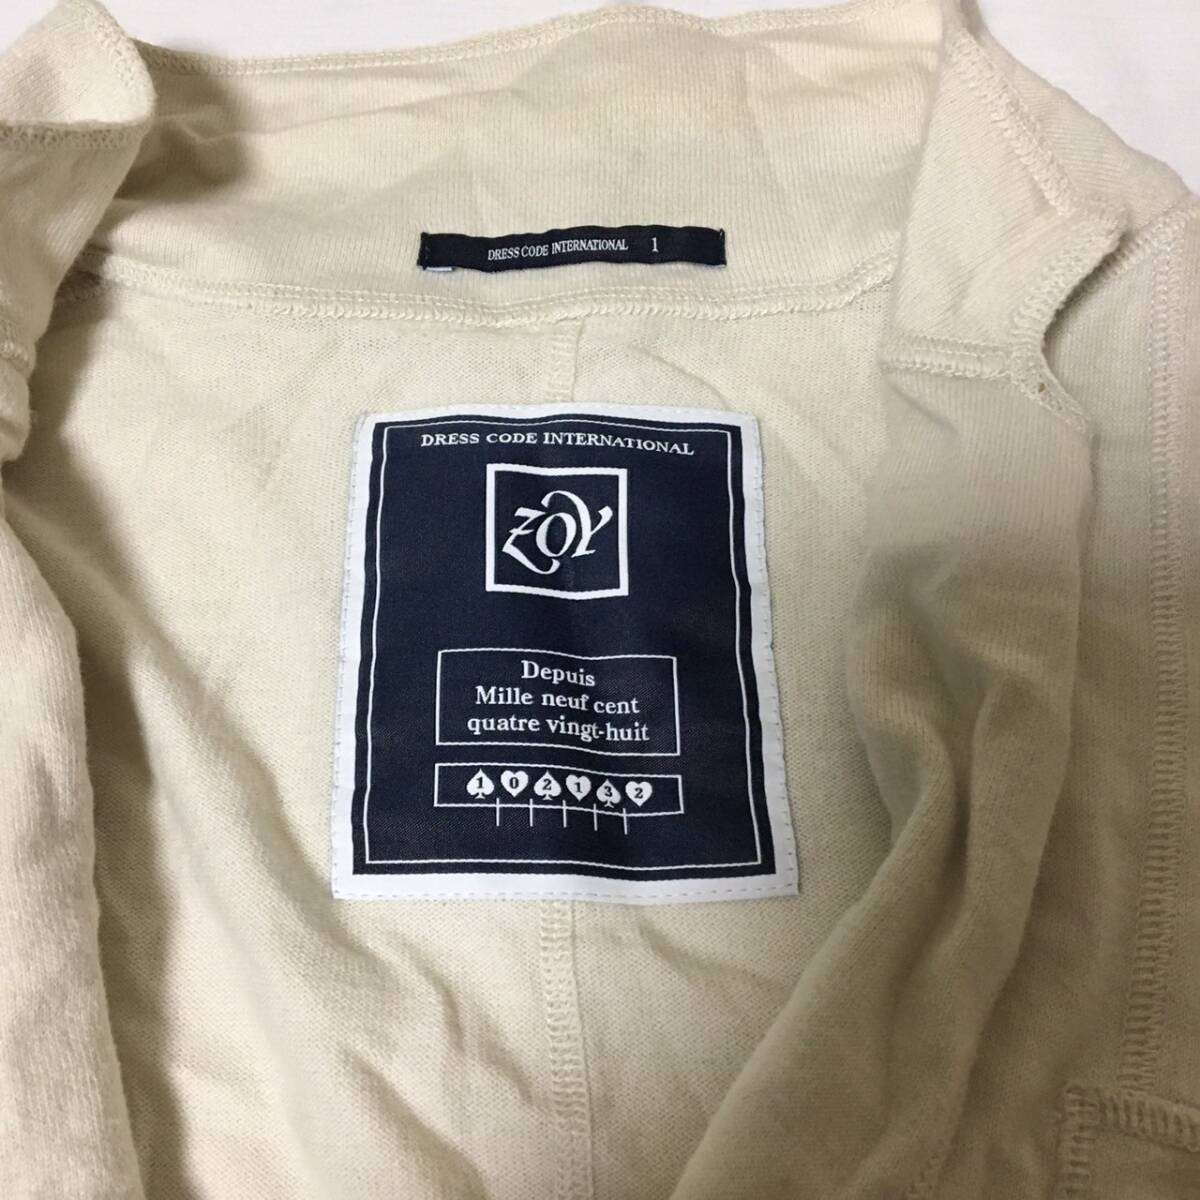 DRESS CODE INTERNATIONAL 1
DRESS CODE INTERNATIONAL
ZOY
Depuis
Mille neuf cent
quatre vingt-huit
1 0 2 1 3 2